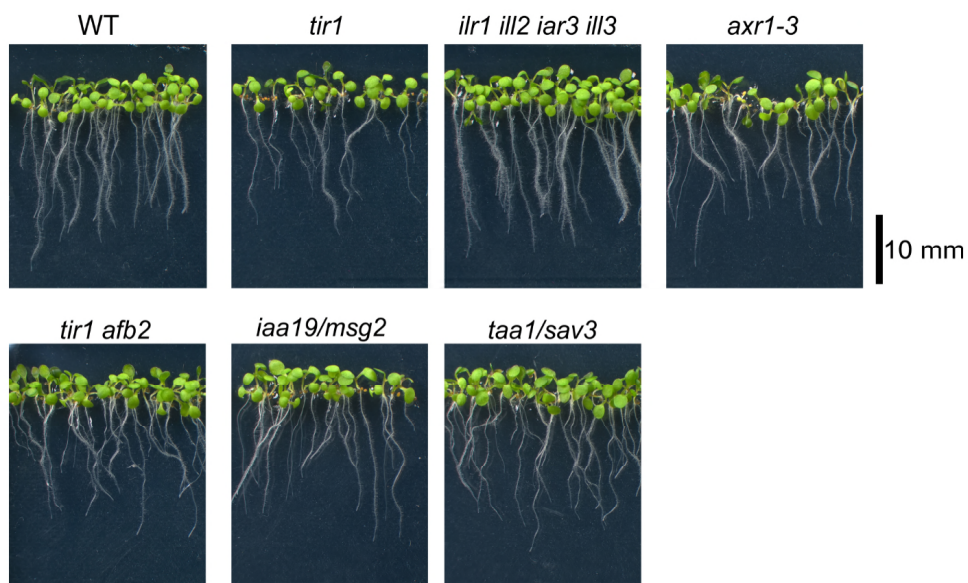 WT
tir1
ilr1 ill2 iar3 ill3
axr1-3
10 mm
tir1 afb2
iaa19/msg2
taa1/sav3